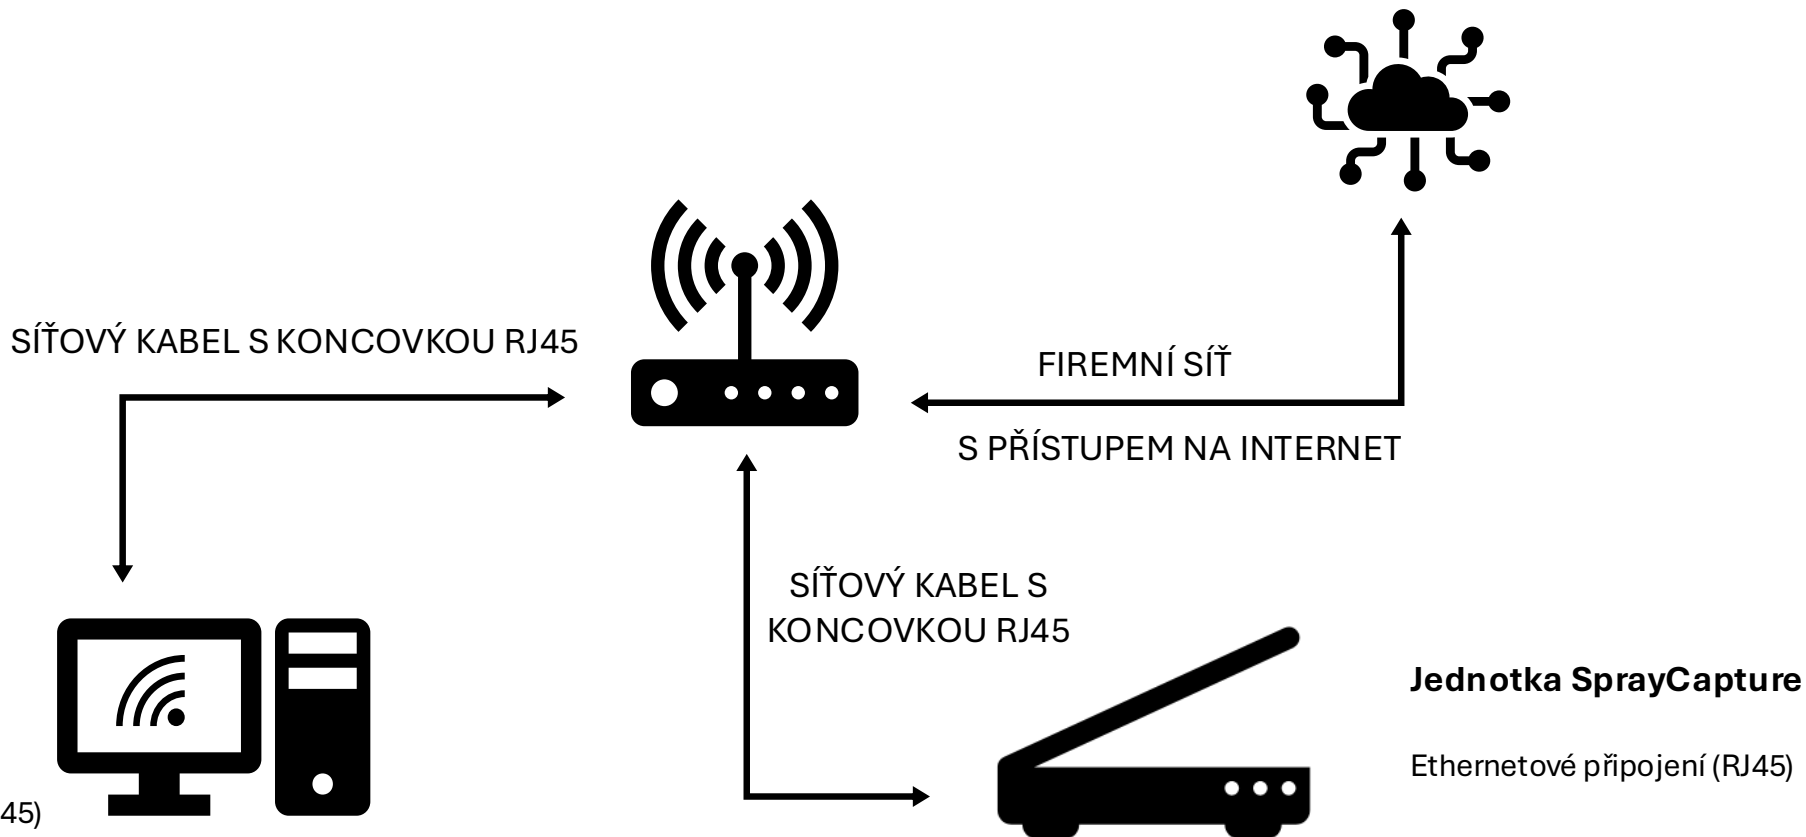 SÍŤOVÝ KABEL S KONCOVKOU RJ45
FIREMNÍ SÍŤ
S PŘÍSTUPEM NA INTERNET
SÍŤOVÝ KABEL S
KONCOVKOU RJ45
Jednotka SprayCapture
Ethernetové připojení (RJ45)
45)